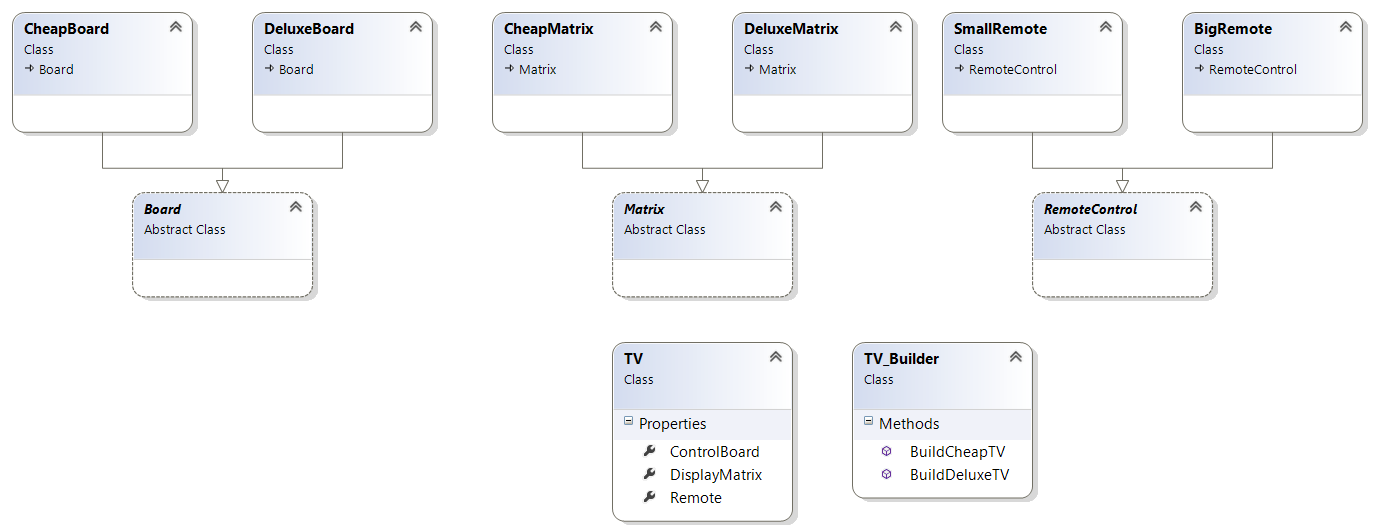 CheapBoard
Class
Board
DeluxeBoard
Class
Board
CheapMatrix
Class
Matrix
DeluxeMatrix
Class
Matrix
SmallRemote
Class
RemoteControl
BigRemote
Class
RemoteControl
Board
Abstract Class
Matrix
Abstract Class
RemoteControl
Abstract Class
TV
Class
Properties
ControlBoard
DisplayMatrix
Remote
TV_Builder
Class
Methods
BuildCheapTV
BuildDeluxeTV